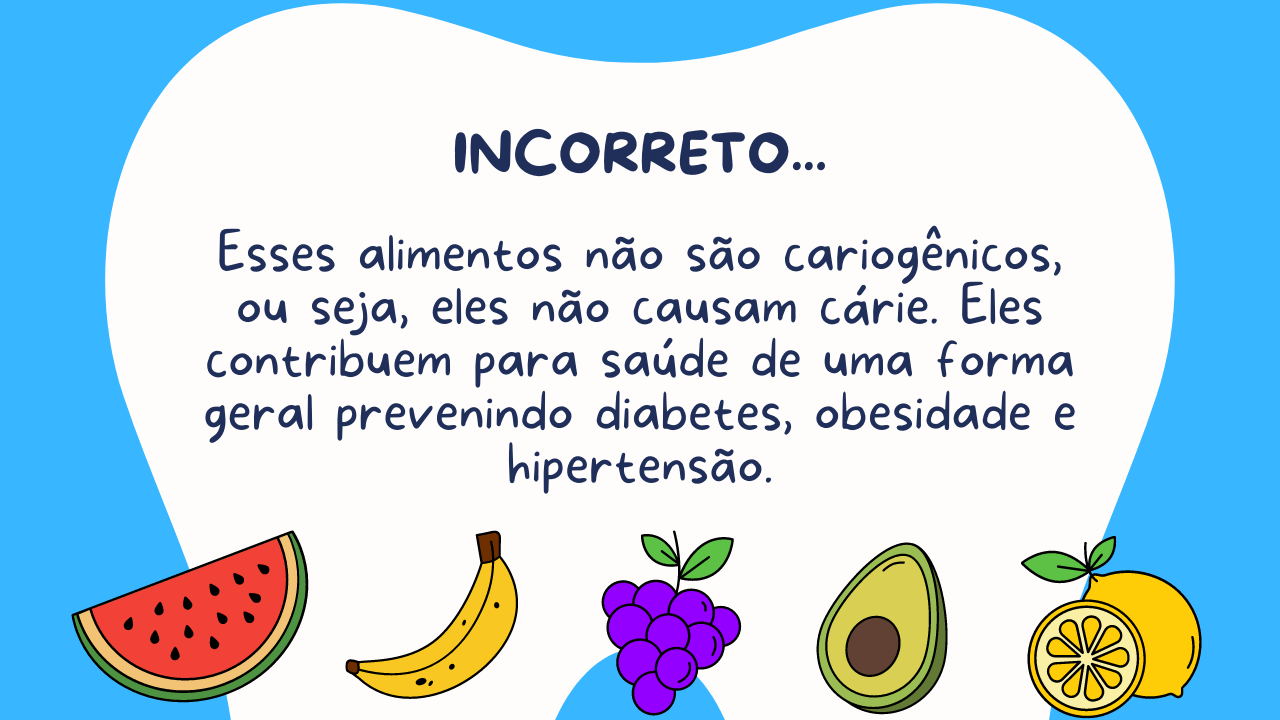 INCORRETO...
Esses alimentos não são cariogênicos,
ou seja, eles não causam cárie. Eles
contribuem para saúde de uma forma
geral prevenindo diabetes, obesidade e
hipertensão.